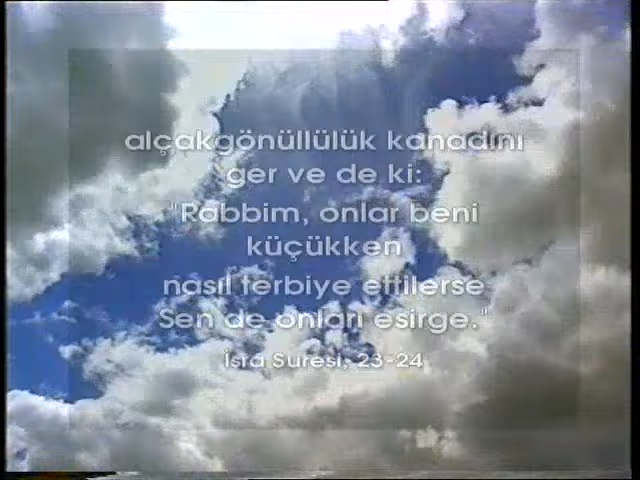 alçakgönüllülük kanadını
ger ve de ki:
"Rabbim, onlar beni
küçükken
nasıl terbiye ettilerse
Sen de onları esirge."
İsra Suresi, 23-24